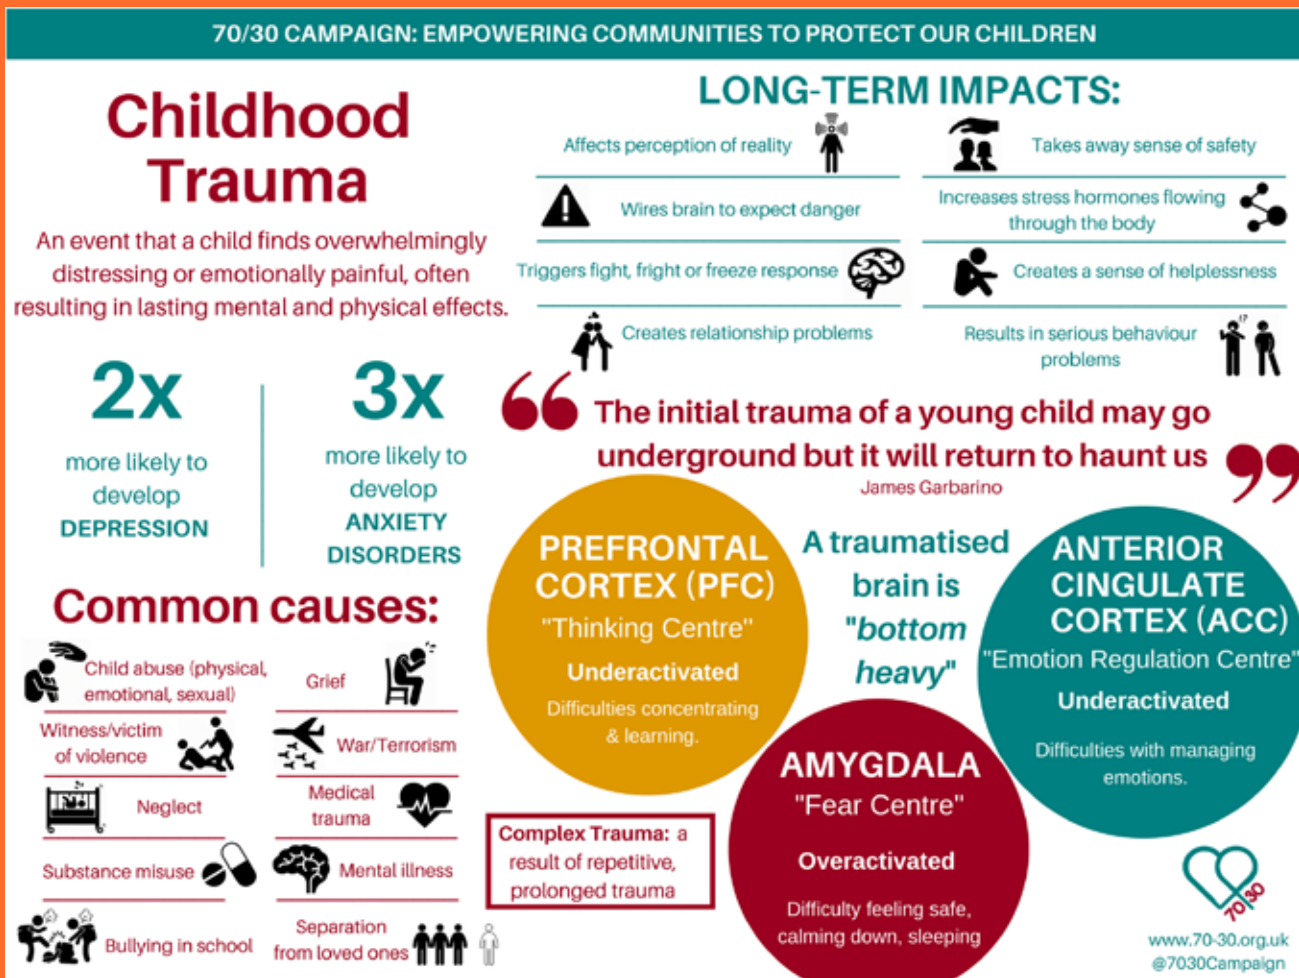 70/30 CAMPAIGN: EMPOWERING COMMUNITIES TO PROTECT OUR CHILDREN
Childhood
Trauma
An event that a child finds overwhelmingly
distressing or emotionally painful, often
resulting in lasting mental and physical effects.
2x
more likely to
develop
DEPRESSION
3x
more likely to
develop
ANXIETY
DISORDERS
Common causes:
Child abuse (physical,
emotional, sexual)
Grief
Witness/victim
of violence
War/Terrorism
Neglect
Medical
trauma
Substance misuse
Mental illness
Bullying in school
Separation
from loved ones
LONG-TERM IMPACTS:
Affects perception of reality
Takes away sense of safety
Wires brain to expect danger
Increases stress hormones flowing
through the body
Triggers fight, fright or freeze response
Creates a sense of helplessness
Creates relationship problems
Results in serious behaviour
problems
!?
“ The initial trauma of a young child may go
underground but it will return to haunt us ”
James Garbarino
PREFRONTAL
CORTEX (PFC)
"Thinking Centre"
Underactivated
Difficulties concentrating
& learning.
A traumatised
brain is
"bottom
heavy"
ANTERIOR
CINGULATE
CORTEX (ACC)
"Emotion Regulation Centre"
Underactivated
Difficulties with managing
emotions.
AMYGDALA
"Fear Centre"
Overactivated
Difficulty feeling safe,
calming down, sleeping
Complex Trauma: a
result of repetitive,
prolonged trauma
70/30
www.70-30.org.uk
@7030Campaign